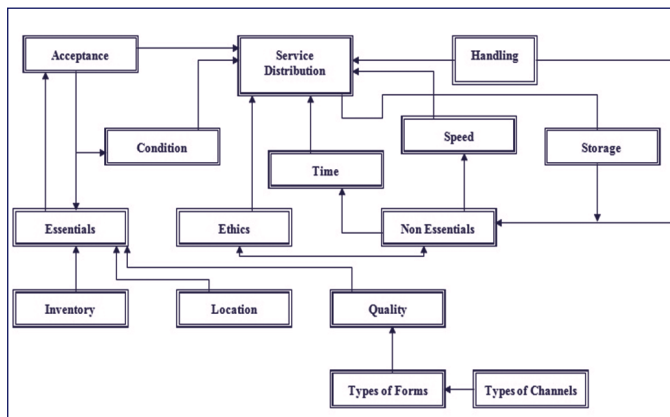 Acceptance
Service
Distribution
Handling
Condition
Speed
Storage
Time
Essentials
Ethics
Non Essentials
Inventory
Location
Quality
Types of Forms
Types of Channels